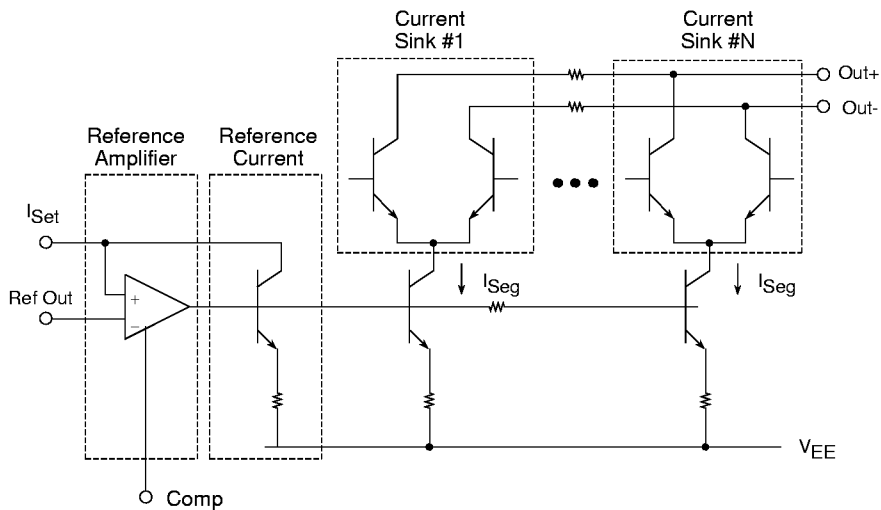 Current
Sink #1
Current
Sink #N
Out+
Out-
Reference
Amplifier
Reference
Current
ISet
Ref Out
+
−
ISeg
ISeg
VEE
Comp